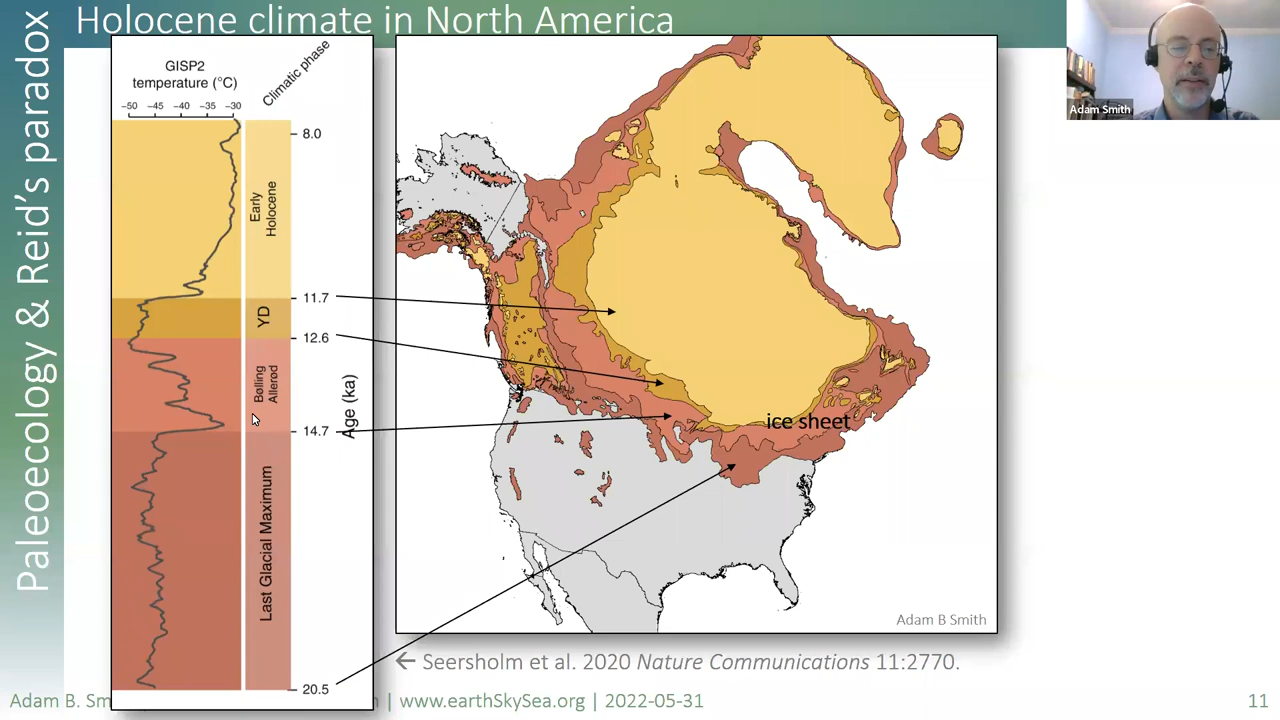 Holocene climate in North America
Paleoecology & Reid's paradox
Adam Smith
GISP2
temperature (°C)
Climatic phase
−50 −45 −40 −35 −30
8.0
Early
Holocene
11.7
YD
12.6
Bølling
Allerød
14.7
Age (ka)
Last Glacial Maximum
20.5
ice sheet
Adam B Smith
← Seersholm et al. 2020 Nature Communications 11:2770.
Adam B. Sm
| www.earthSkySea.org | 2022-05-31
11